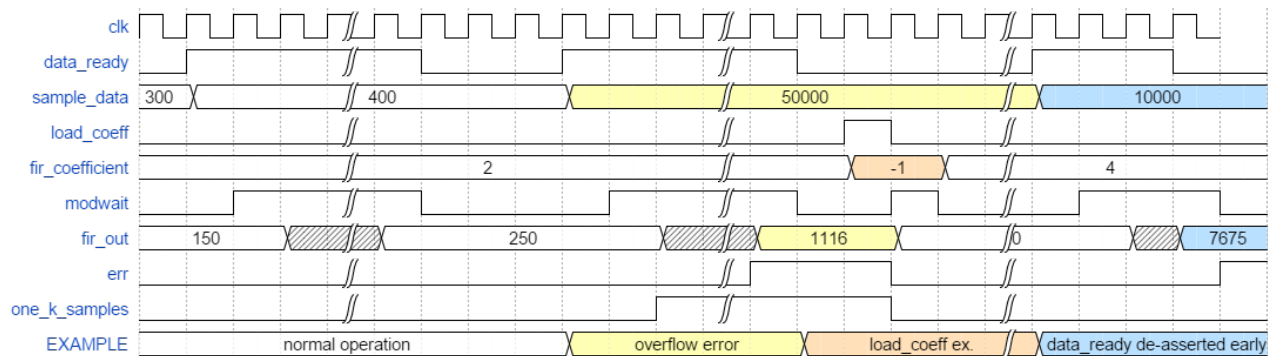 clk
data_ready
sample_data 300 400 50000 10000
load_coeff
fir_coefficient 2 -1 4
modwait
fir_out 150 250 1116 0 7675
err
one_k_samples
EXAMPLE normal operation overflow error load_coeff ex. data_ready de-asserted early